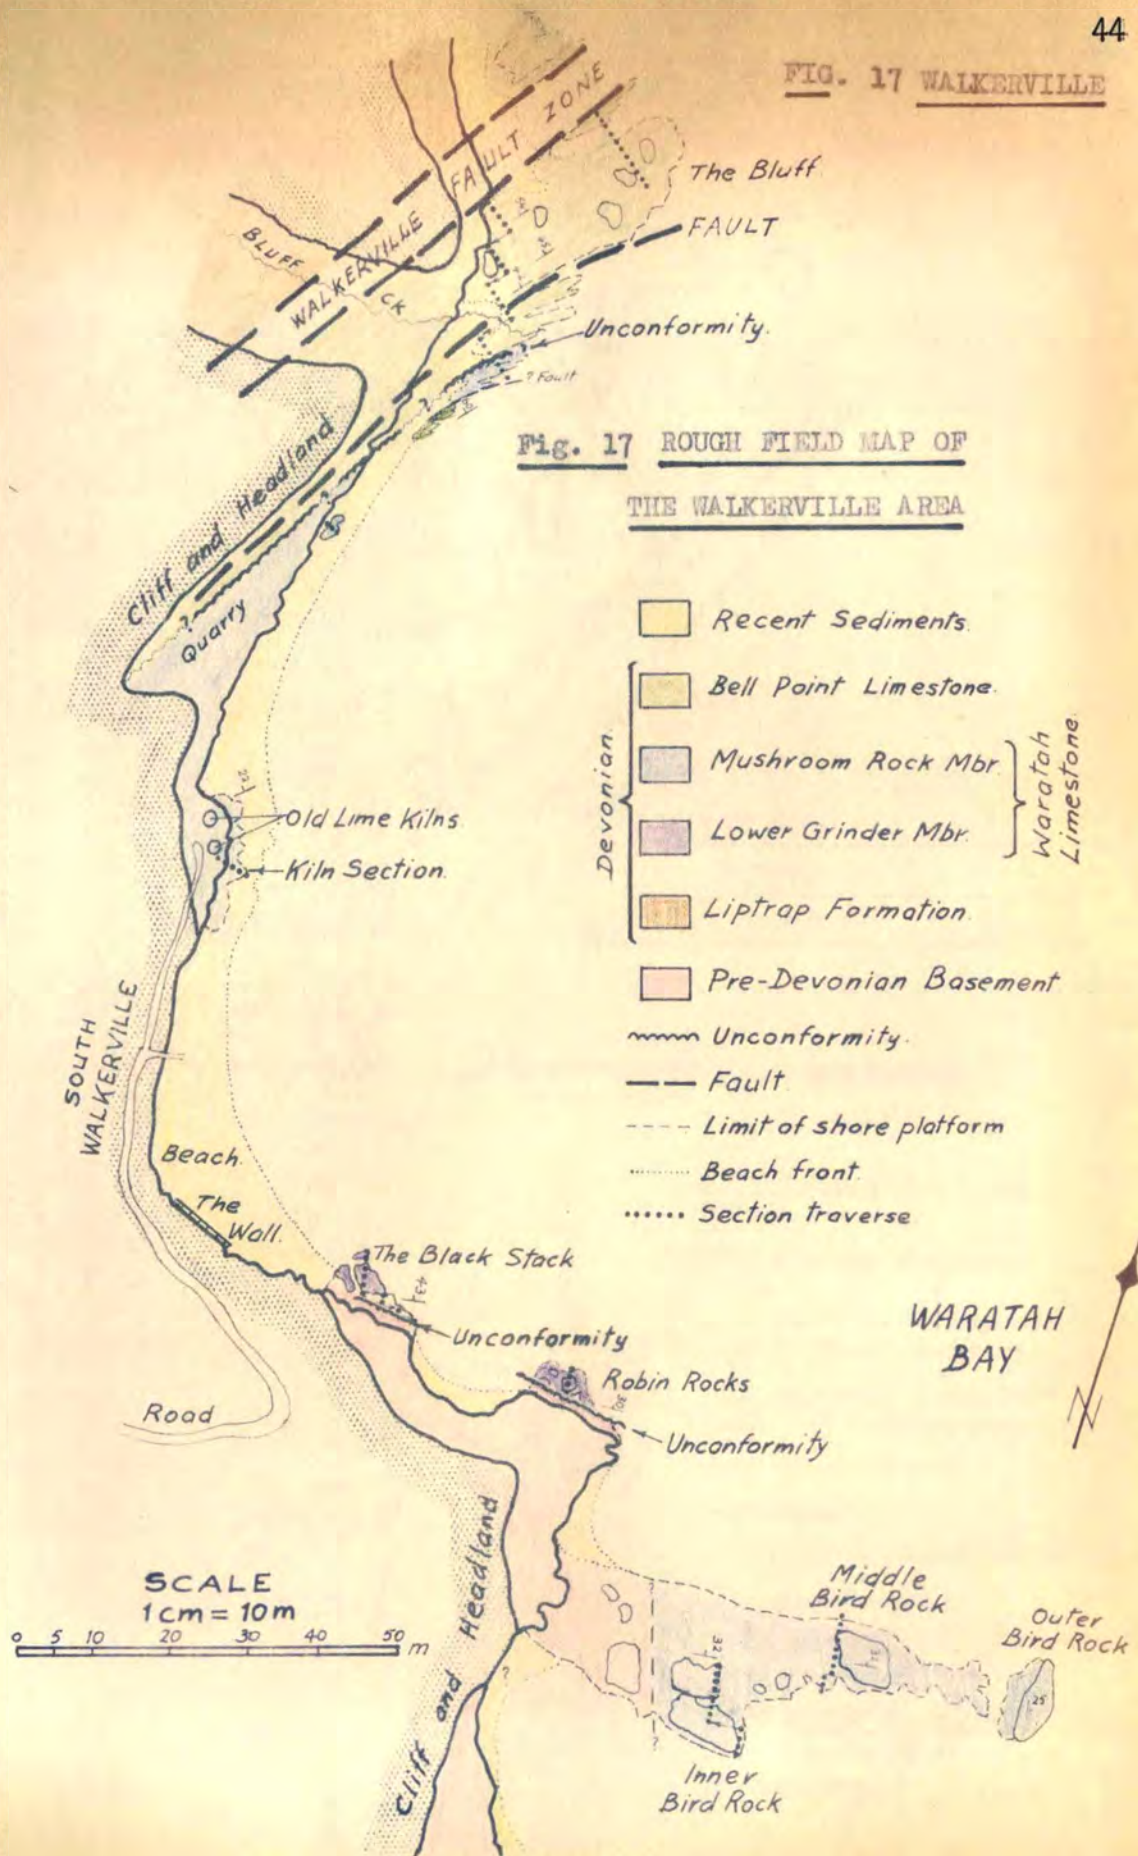 44
FIG. 17 WALKERVILLE
WALKERVILLE FAULT ZONE
The Bluff.
FAULT
BLUFF CK
Unconformity.
? Fault
Fig. 17 ROUGH FIELD MAP OF
THE WALKERVILLE AREA
Cliff and Headland
?
Quarry
Recent Sediments.
Bell Point Limestone.
Mushroom Rock Mbr.
Lower Grinder Mbr.
Liptrap Formation.
Devonian.
Waratah
Limestone.
Pre-Devonian Basement
Unconformity.
Fault.
Limit of shore platform
Beach front.
Section traverse
Old Lime Kilns.
Kiln Section.
SOUTH
WALKERVILLE
Beach.
The
Wall.
The Black Stack
43
Unconformity
Robin Rocks
30
Unconformity
WARATAH
BAY
N
Road
SCALE
1cm = 10m
0 5 10 20 30 40 50 m
Cliff and Headland
?
Middle
Bird Rock
Outer
Bird Rock
32
25
?
Inner
Bird Rock